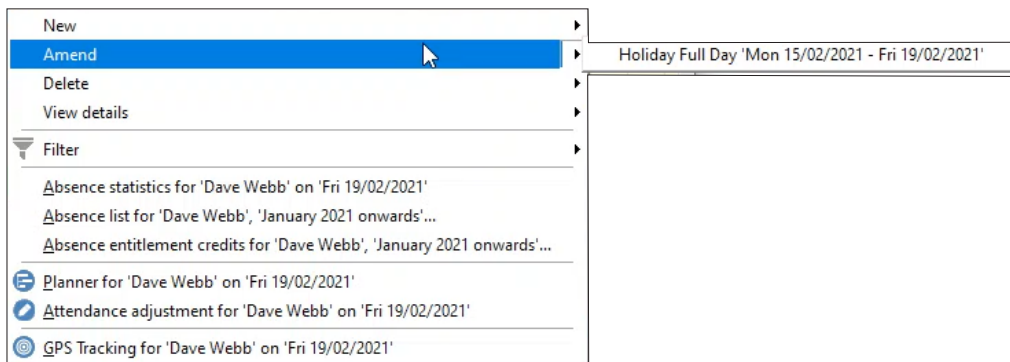 New
Amend
Holiday Full Day 'Mon 15/02/2021 - Fri 19/02/2021'
Delete
View details
Filter
Absence statistics for 'Dave Webb' on 'Fri 19/02/2021'
Absence list for 'Dave Webb', 'January 2021 onwards'...
Absence entitlement credits for 'Dave Webb', 'January 2021 onwards'...
Planner for 'Dave Webb' on 'Fri 19/02/2021'
Attendance adjustment for 'Dave Webb' on 'Fri 19/02/2021'
GPS Tracking for 'Dave Webb' on 'Fri 19/02/2021'